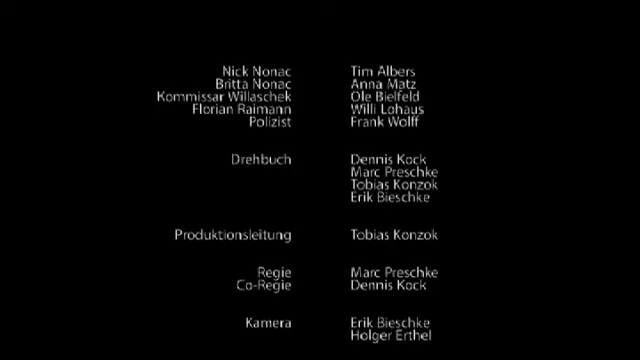 Nick Nonac Tim Albers
Britta Nonac Anna Matz
Kommissar Willaschek Ole Bielfeld
Florian Raimann Willi Lohaus
Polizist Frank Wolff
Drehbuch Dennis Kock
Marc Preschke
Tobias Konzok
Erik Bieschke
Produktionsleitung Tobias Konzok
Regie Marc Preschke
Co-Regie Dennis Kock
Kamera Erik Bieschke
Holger Erthel